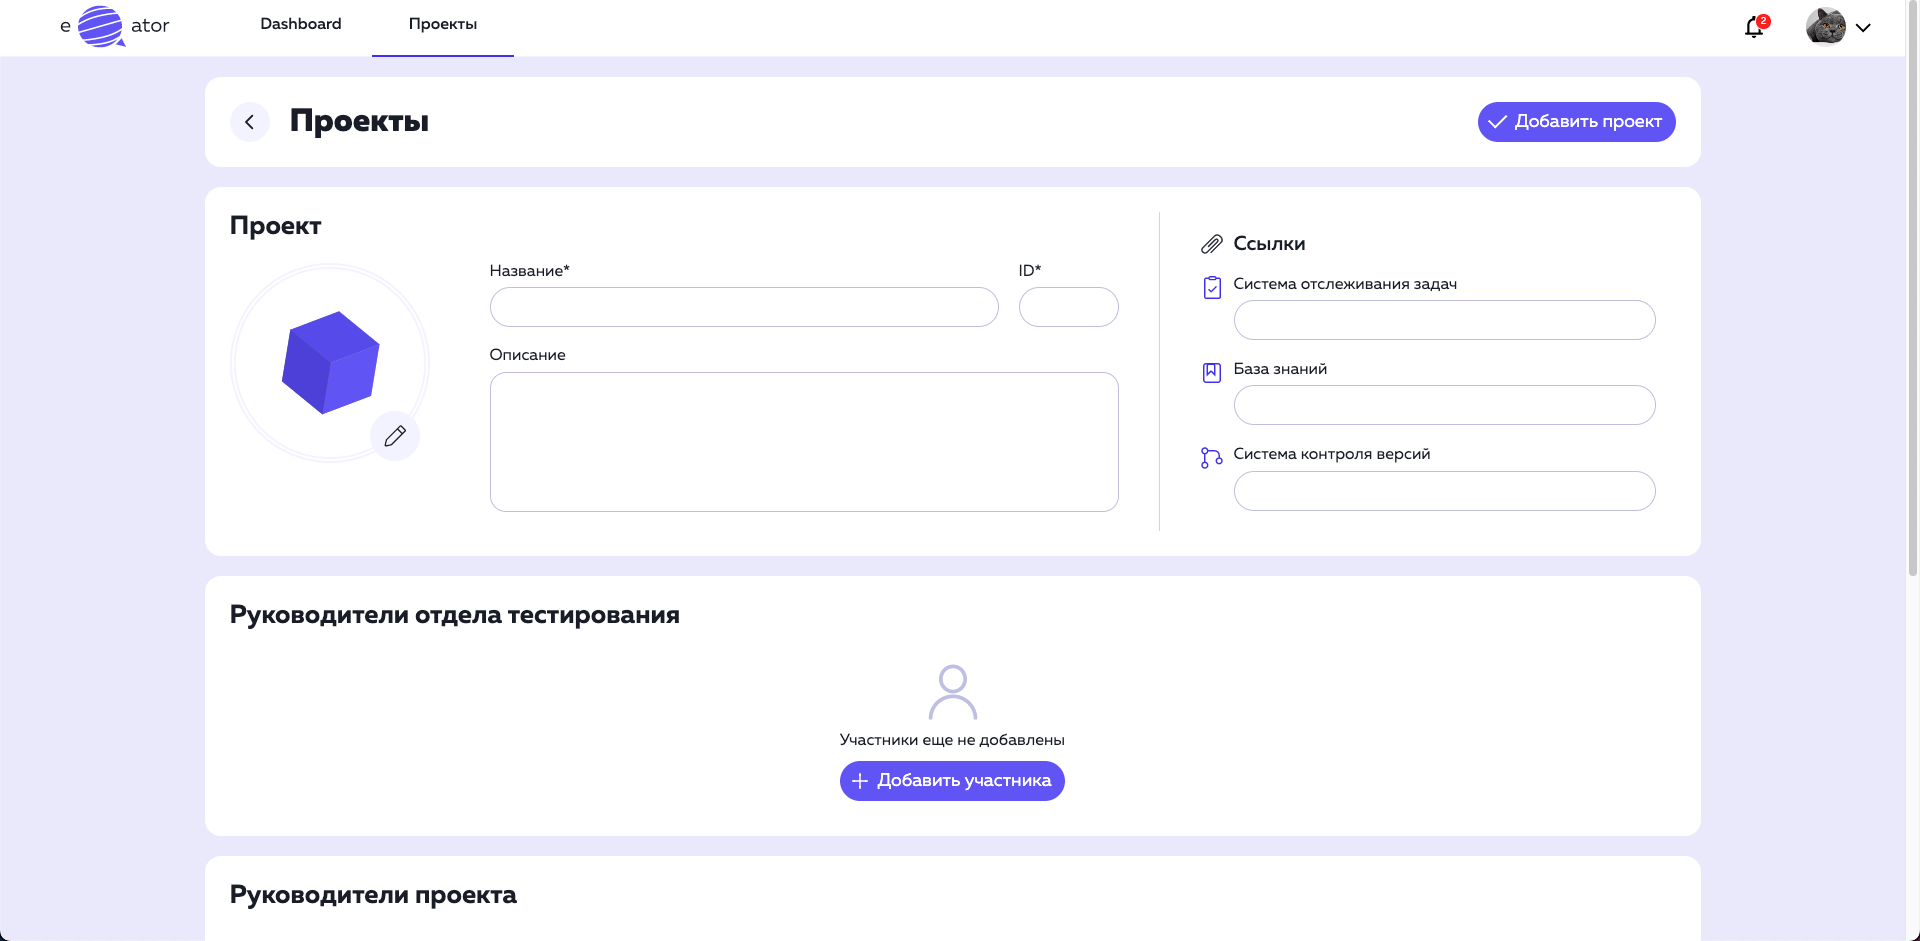 e ator
Dashboard
Проекты
2
Проекты
Добавить проект
Проект
Название*
ID*
Описание
Ссылки
Система отслеживания задач
База знаний
Система контроля версий
Руководители отдела тестирования
Участники еще не добавлены
Добавить участника
Руководители проекта